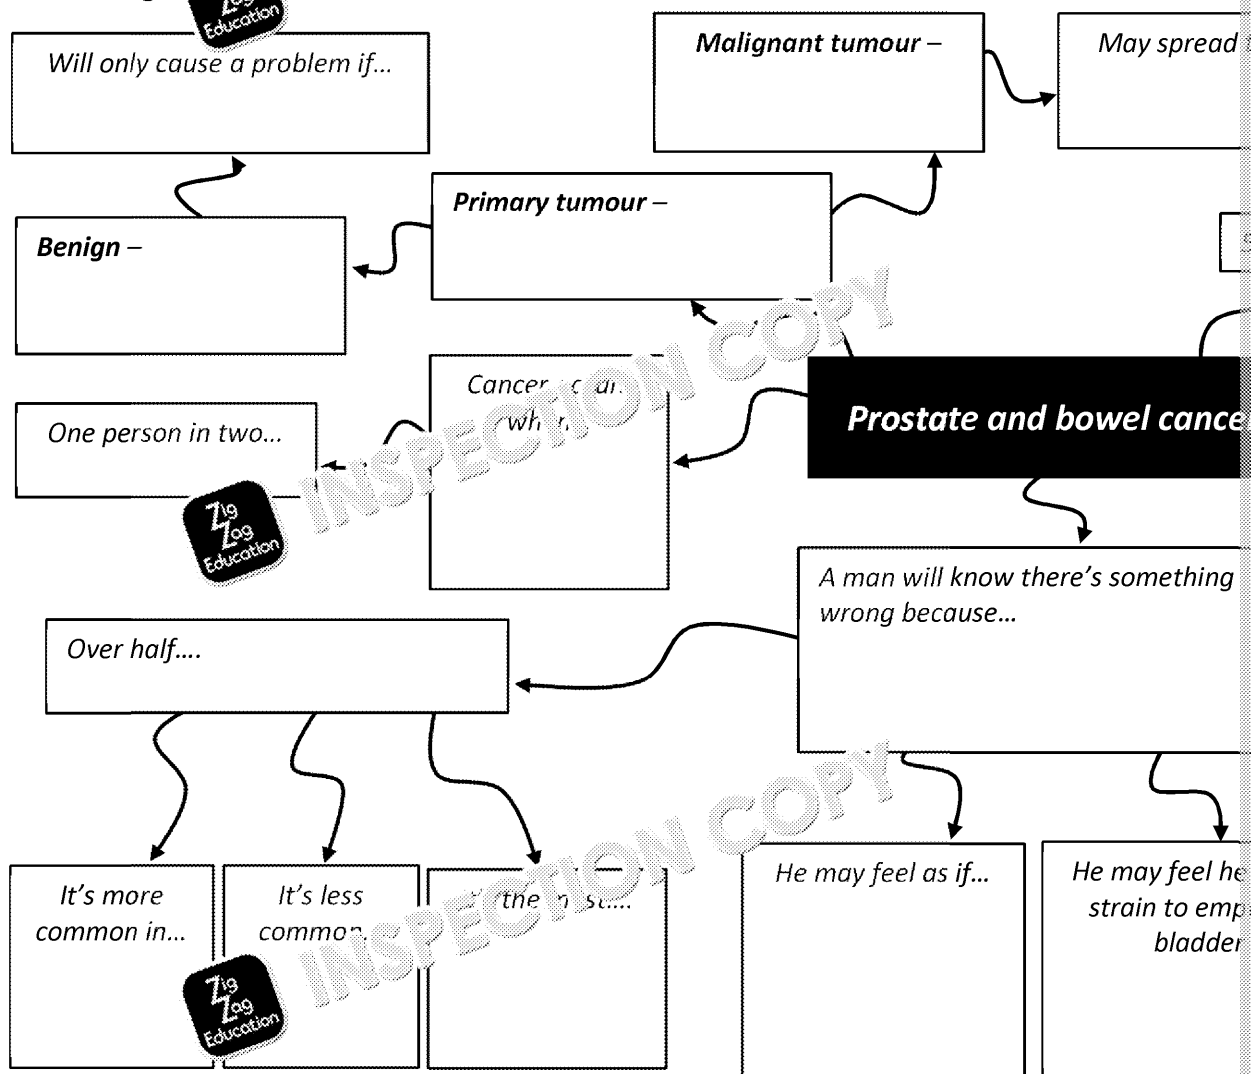 Zag
Education
Will only cause a problem if...
Malignant tumour –
May spread
Primary tumour –
Benign –
Cancer
One person in two...
Prostate and bowel cance
INSPECTION COPY
Zig
Zag
Education
A man will know there's something
wrong because...
Over half....
It's more
common in...
It's less
common
He may feel as if...
He may feel he
strain to emp
bladder
INSPECTION COPY
Zig
Zag
Education